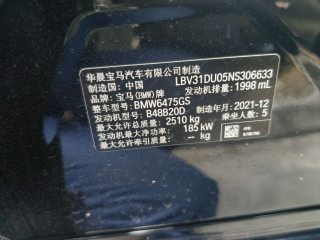 华晨宝马汽车有限公司
制造国：中国 LBV31DU05NS306633
品牌：宝马(BMW)牌 发动机排量：1998 mL
整车型号：BMW6475GS 制造年月：2021-12
发动机型号：B48B20D 乘坐人数：5
最大允许总质量：2510 kg
最大净功率：185 kW
最大允许牵引质量：-- kg